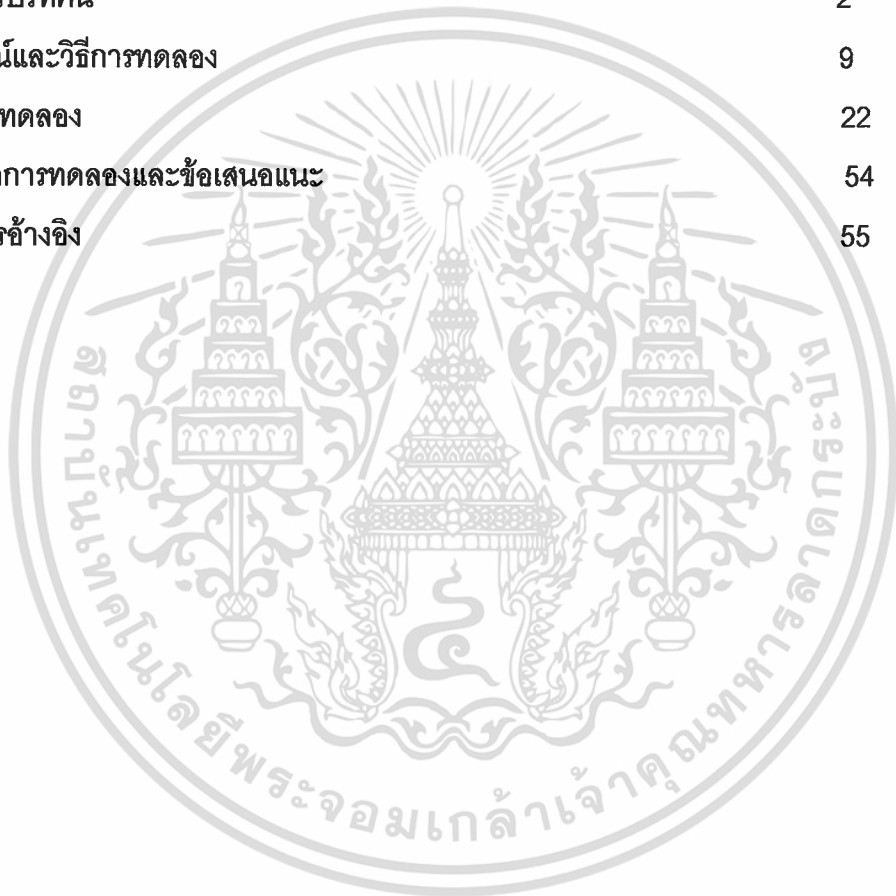 2
และวิธีการทดลอง 9
ทดลอง 22
การทดลองและข้อเสนอแนะ 54
อ้างอิง 55
สถาบันเทคโนโลยีพระจอมเกล้าเจ้าคุณทหารลาดกระบัง
๔